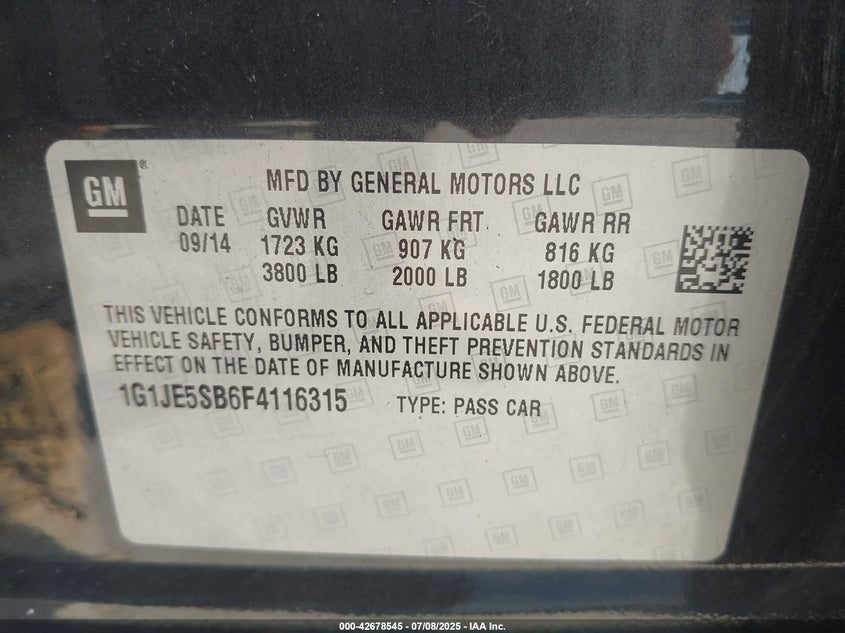 GM ®
MFD BY GENERAL MOTORS LLC
DATE GVWR GAWR FRT GAWR RR
09/14 1723 KG 907 KG 816 KG
3800 LB 2000 LB 1800 LB
THIS VEHICLE CONFORMS TO ALL APPLICABLE U.S. FEDERAL MOTOR
VEHICLE SAFETY, BUMPER, AND THEFT PREVENTION STANDARDS IN
EFFECT ON THE DATE OF MANUFACTURE SHOWN ABOVE.
1G1JE5SB6F4116315 TYPE: PASS CAR
000-42678545 - 07/08/2025 - IAA Inc.